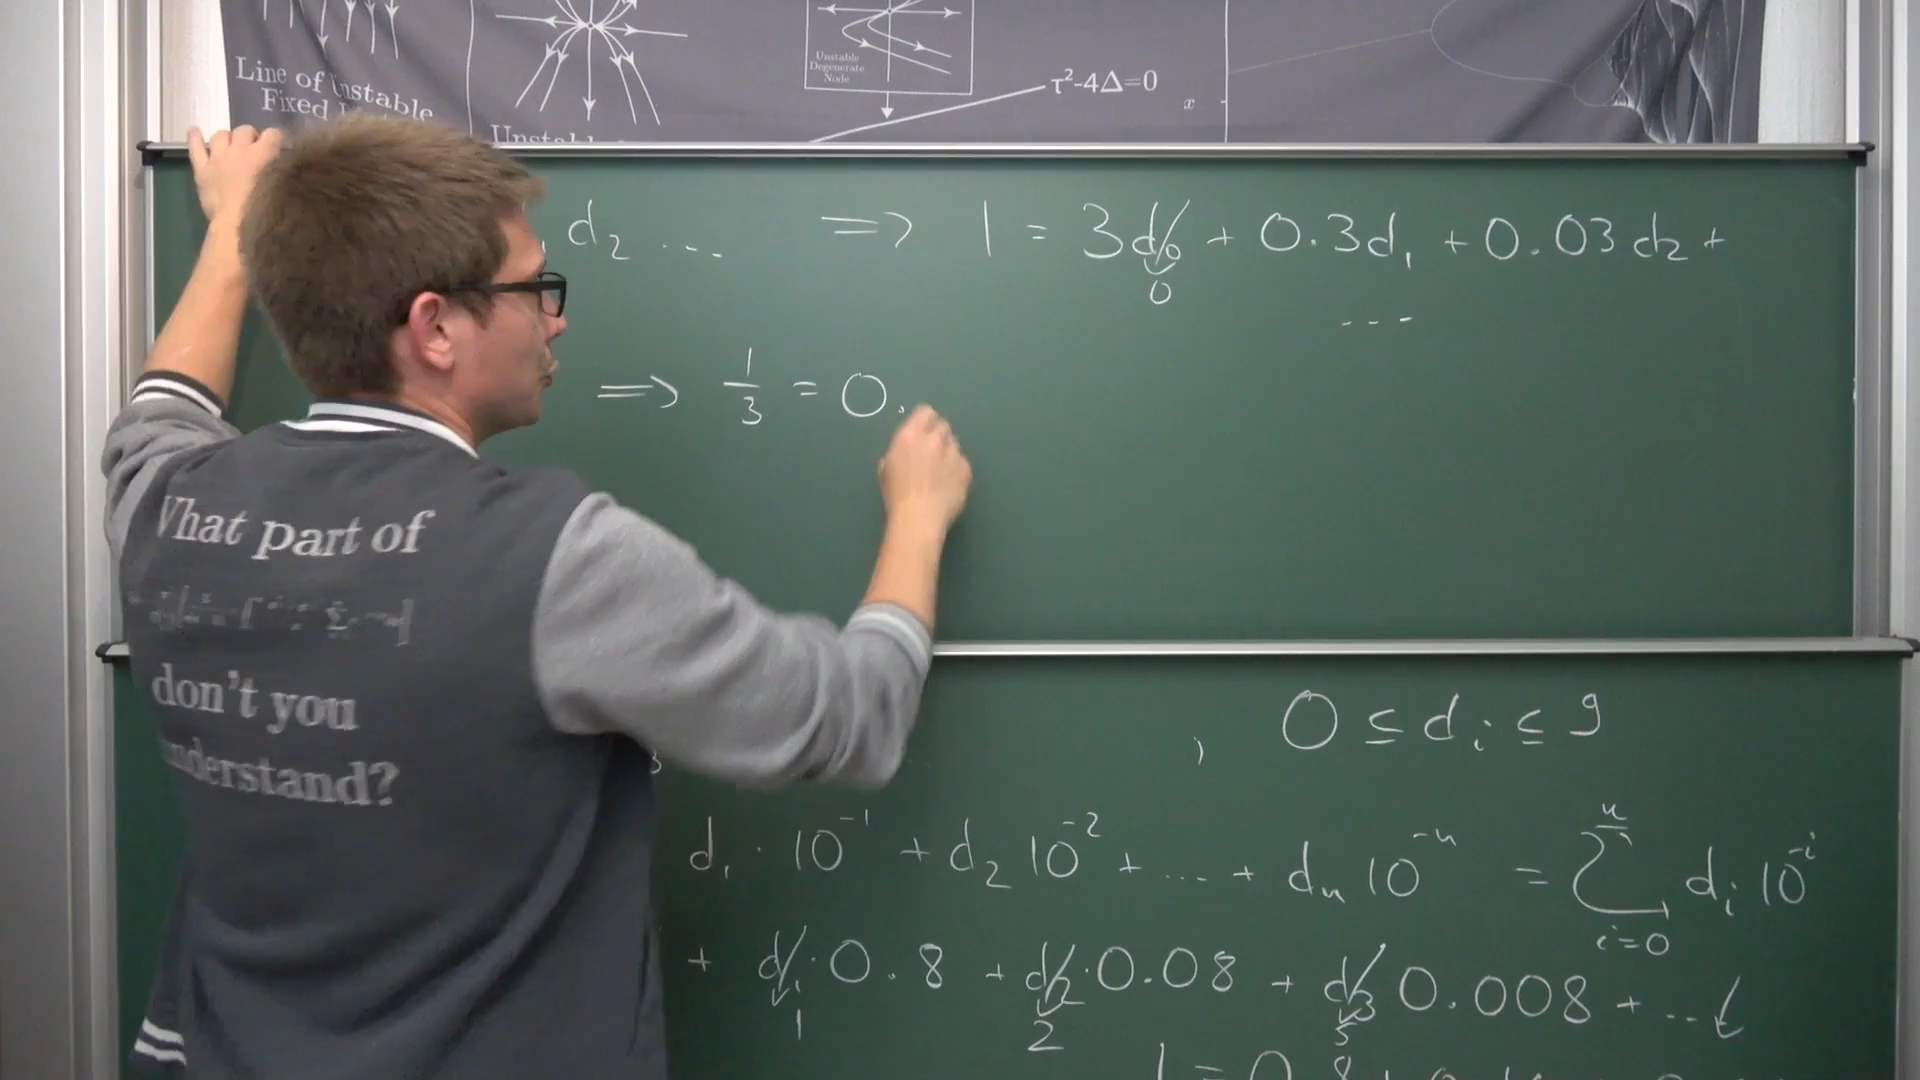 Line of Unstable
Fixed
Unstable
Degenerate
Node
τ²-4Δ=0
x
d₂ ... ⇒ 1 = 3d₀ + 0.3d₁ + 0.03d₂ +
0
...
⇒ 1/3 = 0.
What part of
don't you
understand?
, 0 ≤ dᵢ ≤ 9
d₁ · 10⁻¹ + d₂ 10⁻² + ... + dₙ 10⁻ⁿ = ∑ⁿᵢ₌₀ dᵢ 10⁻ⁱ
+ d₁ · 0.8 + d₂ · 0.08 + d₃ 0.008 + ...
1 2 5